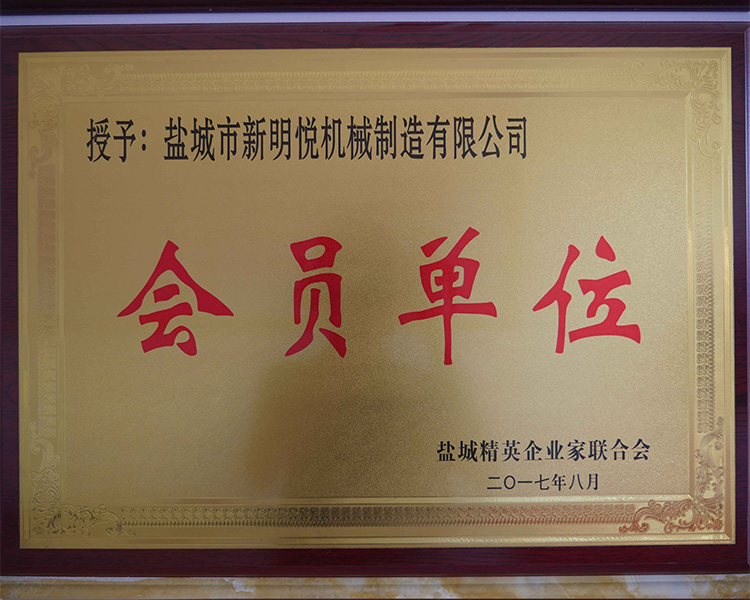 授予：盐城市新明悦机械制造有限公司
会员单位
盐城精英企业家联合会
二〇一七年八月